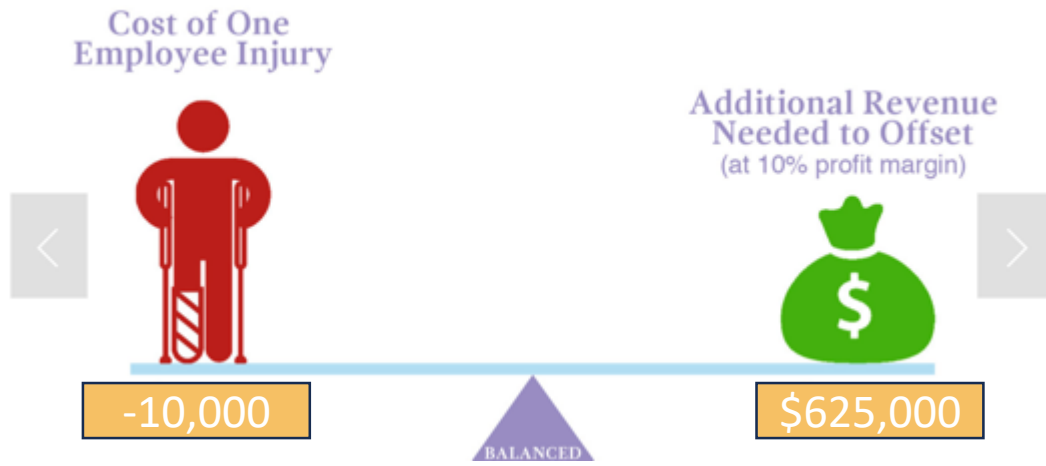 Cost of One
Employee Injury
Additional Revenue
Needed to Offset
(at 10% profit margin)
$
-10,000
$625,000
BALANCED